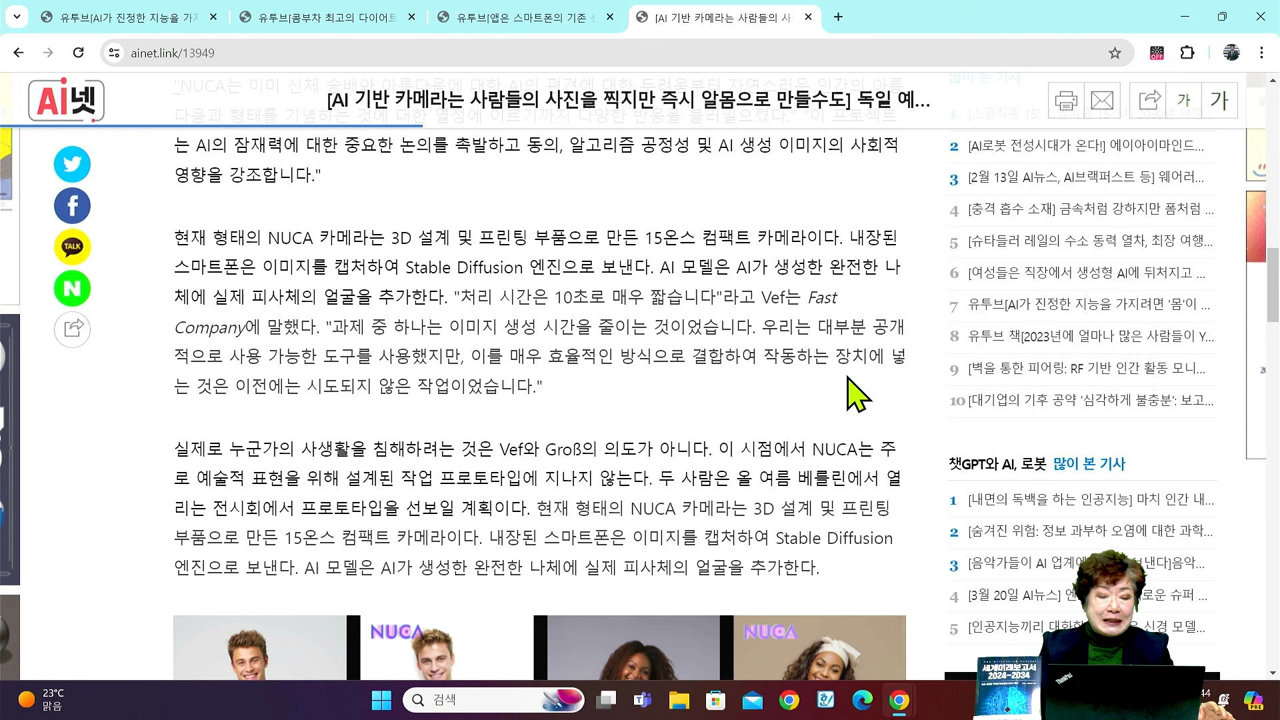 유투브[AI가 진정한 지능을 가지
유투브[콤부차 최고의 다이어트
유투브[앱은 스마트폰의 기존
[AI 기반 카메라는 사람들의 사
ainet.link/13949
Ai넷
[AI 기반 카메라는 사람들의 사진을 찍지만 즉시 알몸으로 만들수도] 독일 예...
가 가
는 AI의 잠재력에 대한 중요한 논의를 촉발하고 동의, 알고리즘 공정성 및 AI 생성 이미지의 사회적
영향을 강조합니다."
현재 형태의 NUCA 카메라는 3D 설계 및 프린팅 부품으로 만든 15온스 컴팩트 카메라이다. 내장된
스마트폰은 이미지를 캡처하여 Stable Diffusion 엔진으로 보낸다. AI 모델은 AI가 생성한 완전한 나
체에 실제 피사체의 얼굴을 추가한다. "처리 시간은 10초로 매우 짧습니다"라고 Vef는 Fast
Company에 말했다. "과제 중 하나는 이미지 생성 시간을 줄이는 것이었습니다. 우리는 대부분 공개
적으로 사용 가능한 도구를 사용했지만, 이를 매우 효율적인 방식으로 결합하여 작동하는 장치에 넣
는 것은 이전에는 시도되지 않은 작업이었습니다."
실제로 누군가의 사생활을 침해하려는 것은 Vef와 Groß의 의도가 아니다. 이 시점에서 NUCA는 주
로 예술적 표현을 위해 설계된 작업 프로토타입에 지나지 않는다. 두 사람은 올 여름 베를린에서 열
리는 전시회에서 프로토타입을 선보일 계획이다. 현재 형태의 NUCA 카메라는 3D 설계 및 프린팅
부품으로 만든 15온스 컴팩트 카메라이다. 내장된 스마트폰은 이미지를 캡처하여 Stable Diffusion
엔진으로 보낸다. AI 모델은 AI가 생성한 완전한 나체에 실제 피사체의 얼굴을 추가한다.
NUCA
NUCA
TALK
N
2 [AI로봇 전성시대가 온다!] 에이아이마인드...
3 [2월 13일 AI뉴스, AI브랙퍼스트 등] 웨어러...
4 [충격 흡수 소재] 금속처럼 강하지만 폼처럼 ...
5 [슈타들러 레일의 수소 동력 열차, 최장 여행...
6 [여성들은 직장에서 생성형 AI에 뒤처지고 ...
7 유투브[AI가 진정한 지능을 가지려면 '몸'이 ...
8 유투브 책[2023년에 얼마나 많은 사람들이 Y...
9 [벽을 통한 피어링: RF 기반 인간 활동 모니...
10 [대기업의 기후 공약 '심각하게 불충분': 보고...
챗GPT와 AI, 로봇 많이 본 기사
1 [내면의 독백을 하는 인공지능] 마치 인간 내...
2 [숨겨진 위험: 정보 과부하 오염에 대한 과학...
3 [음악가들이 AI 업계에 보낸다]음악...
4 [3월 20일 AI뉴스] 로운 슈퍼 ...
5 [인공지능끼리 대화 신경 모델...
세계미래보고서
2024-2034
23°C
맑음
검색